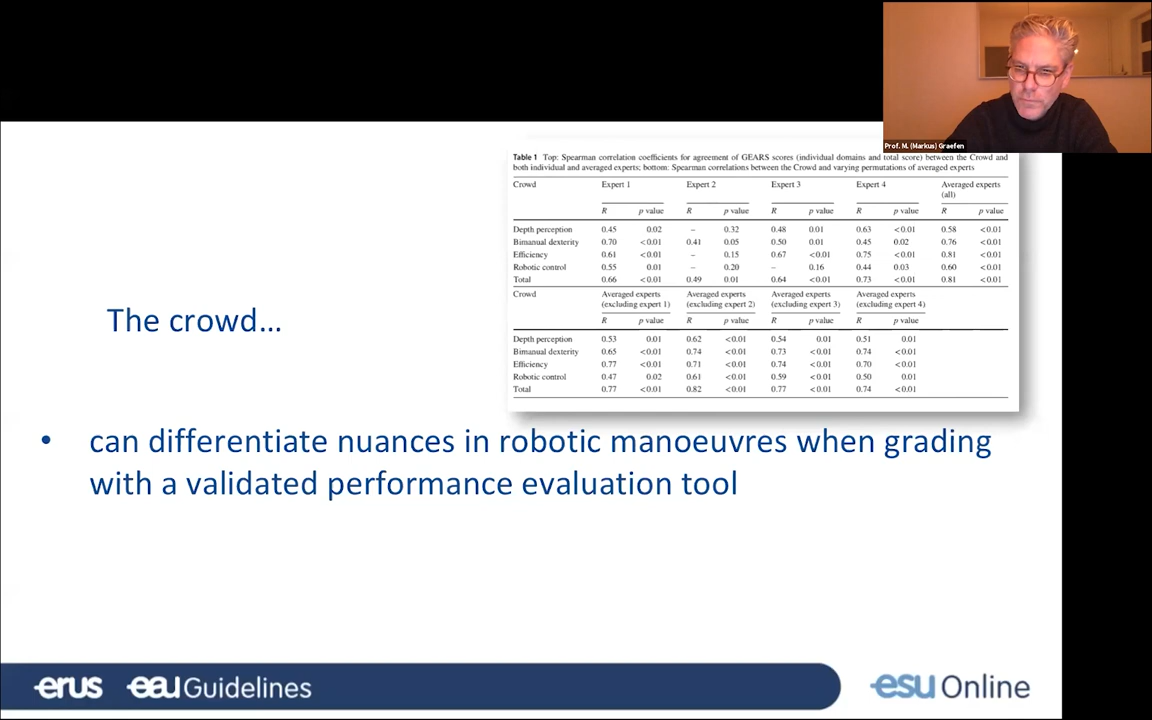 Prof. M. (Markus) Graefen
Table 1 Top: Spearman correlation coefficients for agreement of GEARS scores (individual domains and total score) between the Crowd and
both individual and averaged experts; bottom: Spearman correlations between the Crowd and varying permutations of averaged experts
Crowd Expert 1 Expert 2 Expert 3 Expert 4 Averaged experts
(all)
R p value R p value R p value R p value R p value
Depth perception 0.45 0.02 – 0.32 0.48 0.01 0.63 <0.01 0.58 <0.01
Bimanual dexterity 0.70 <0.01 0.41 0.05 0.50 0.01 0.45 0.02 0.76 <0.01
Efficiency 0.61 <0.01 – 0.15 0.67 <0.01 0.75 <0.01 0.81 <0.01
Robotic control 0.55 0.01 – 0.20 – 0.16 0.44 0.03 0.60 <0.01
Total 0.66 <0.01 0.49 0.01 0.64 <0.01 0.73 <0.01 0.81 <0.01
Crowd Averaged experts Averaged experts Averaged experts Averaged experts
(excluding expert 1) (excluding expert 2) (excluding expert 3) (excluding expert 4)
R p value R p value R p value R p value
Depth perception 0.53 0.01 0.62 <0.01 0.54 0.01 0.51 0.01
Bimanual dexterity 0.65 <0.01 0.74 <0.01 0.73 <0.01 0.74 <0.01
Efficiency 0.77 <0.01 0.71 <0.01 0.74 <0.01 0.70 <0.01
Robotic control 0.47 0.02 0.61 <0.01 0.59 <0.01 0.50 0.01
Total 0.77 <0.01 0.82 <0.01 0.77 <0.01 0.74 <0.01
The crowd...
• can differentiate nuances in robotic manoeuvres when grading
with a validated performance evaluation tool
erus eau Guidelines esu Online